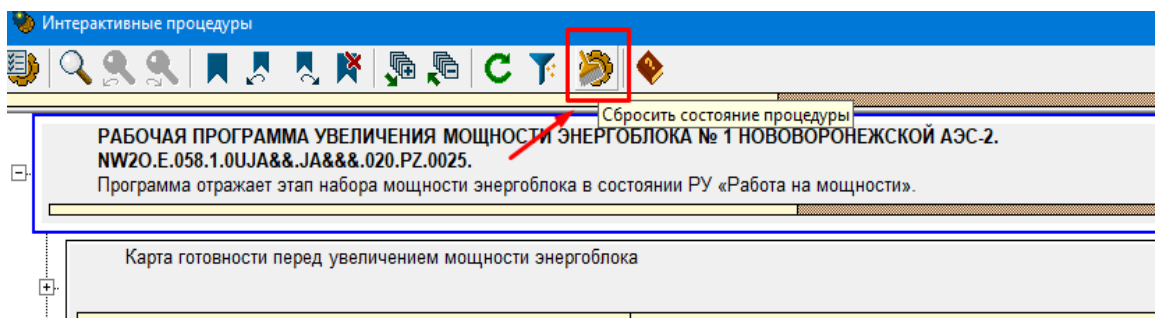 Интерактивные процедуры
Сбросить состояние процедуры
РАБОЧАЯ ПРОГРАММА УВЕЛИЧЕНИЯ МОЩНОСТИ ЭНЕРГОБЛОКА № 1 НОВОВОРОНЕЖСКОЙ АЭС-2.
NW2O.E.058.1.0UJA&&.JA&&&.020.PZ.0025.
Программа отражает этап набора мощности энергоблока в состоянии РУ «Работа на мощности».
Карта готовности перед увеличением мощности энергоблока